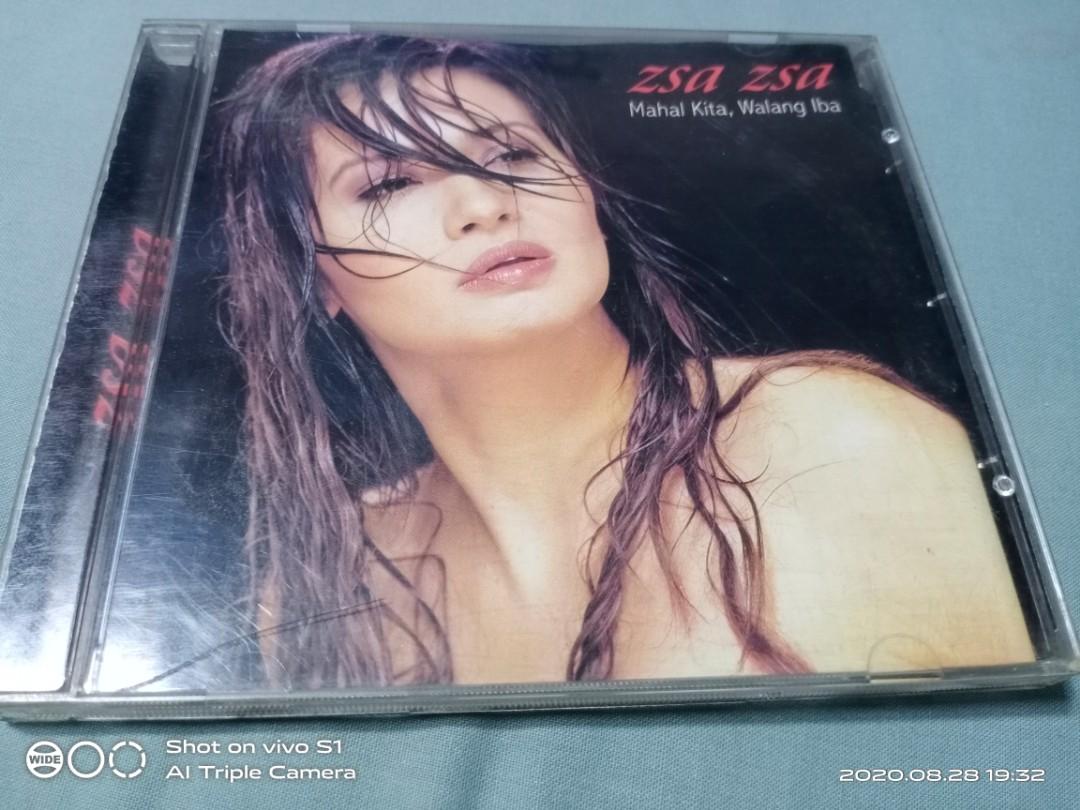 zsa zsa
Mahal Kita, Walang Iba
zsa zsa
WIDE
Shot on vivo S1
AI Triple Camera
2020.08.28 19:32